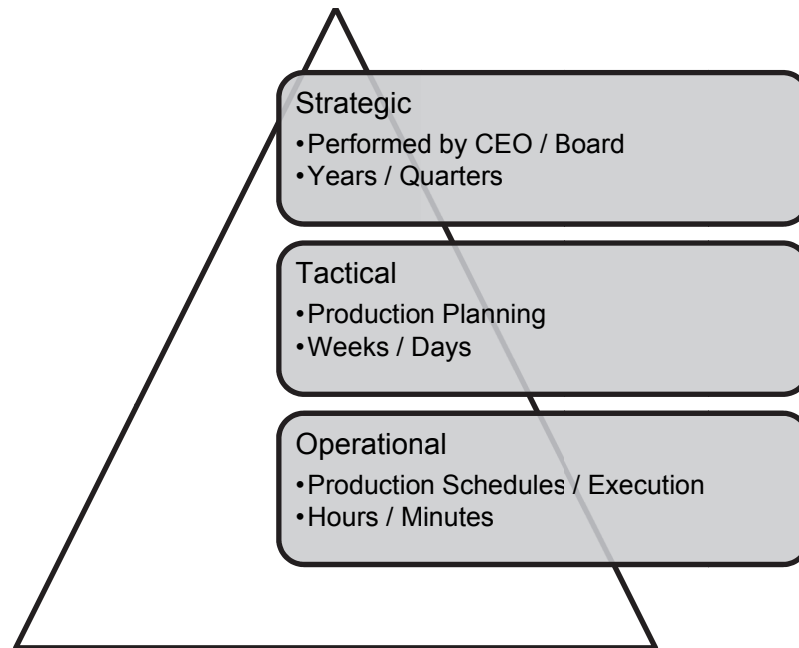 Strategic
•Performed by CEO / Board
•Years / Quarters
Tactical
•Production Planning
•Weeks / Days
Operational
•Production Schedules / Execution
•Hours / Minutes